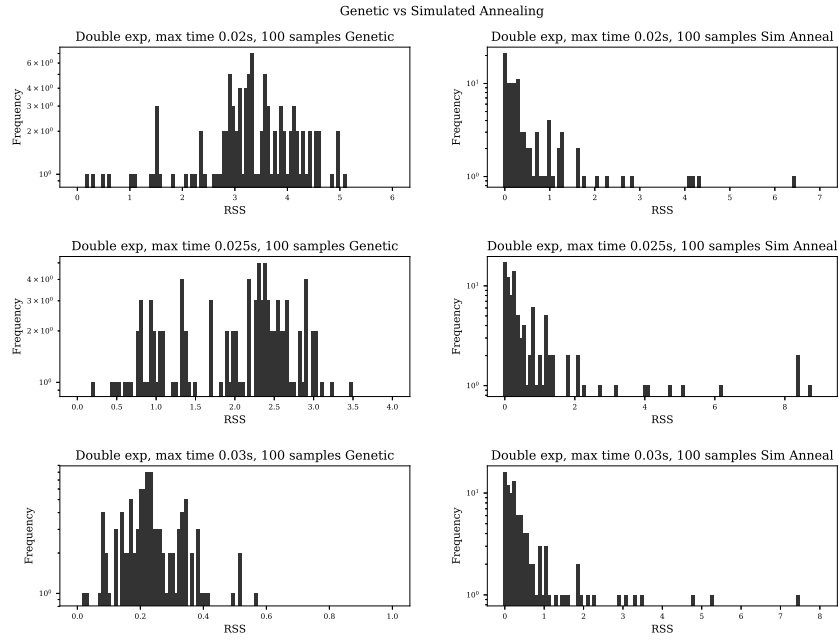 Genetic vs Simulated Annealing
Double exp, max time 0.02s, 100 samples Genetic
Frequency
6 × 10⁰
4 × 10⁰
3 × 10⁰
2 × 10⁰
10⁰
0 1 2 3 4 5 6
RSS
Double exp, max time 0.02s, 100 samples Sim Anneal
Frequency
10¹
10⁰
0 1 2 3 4 5 6 7
RSS
Double exp, max time 0.025s, 100 samples Genetic
Frequency
4 × 10⁰
3 × 10⁰
2 × 10⁰
10⁰
0.0 0.5 1.0 1.5 2.0 2.5 3.0 3.5 4.0
RSS
Double exp, max time 0.025s, 100 samples Sim Anneal
Frequency
10¹
10⁰
0 2 4 6 8
RSS
Double exp, max time 0.03s, 100 samples Genetic
Frequency
10⁰
0.0 0.2 0.4 0.6 0.8 1.0
RSS
Double exp, max time 0.03s, 100 samples Sim Anneal
Frequency
10¹
10⁰
0 1 2 3 4 5 6 7 8
RSS